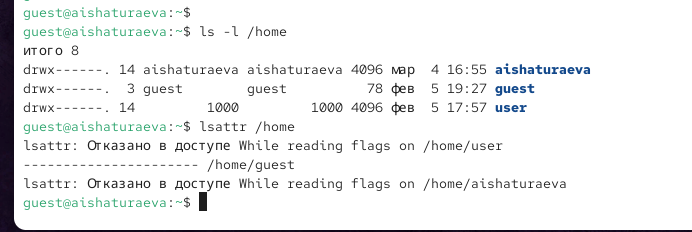 guest@aishaturaeva:~$
guest@aishaturaeva:~$ ls -l /home
итого 8
drwx------. 14 aishaturaeva aishaturaeva 4096 мар  4 16:55 aishaturaeva
drwx------.  3 guest        guest          78 фев  5 19:27 guest
drwx------. 14         1000         1000 4096 фев  5 17:57 user
guest@aishaturaeva:~$ lsattr /home
lsattr: Отказано в доступе While reading flags on /home/user
---------------------- /home/guest
lsattr: Отказано в доступе While reading flags on /home/aishaturaeva
guest@aishaturaeva:~$